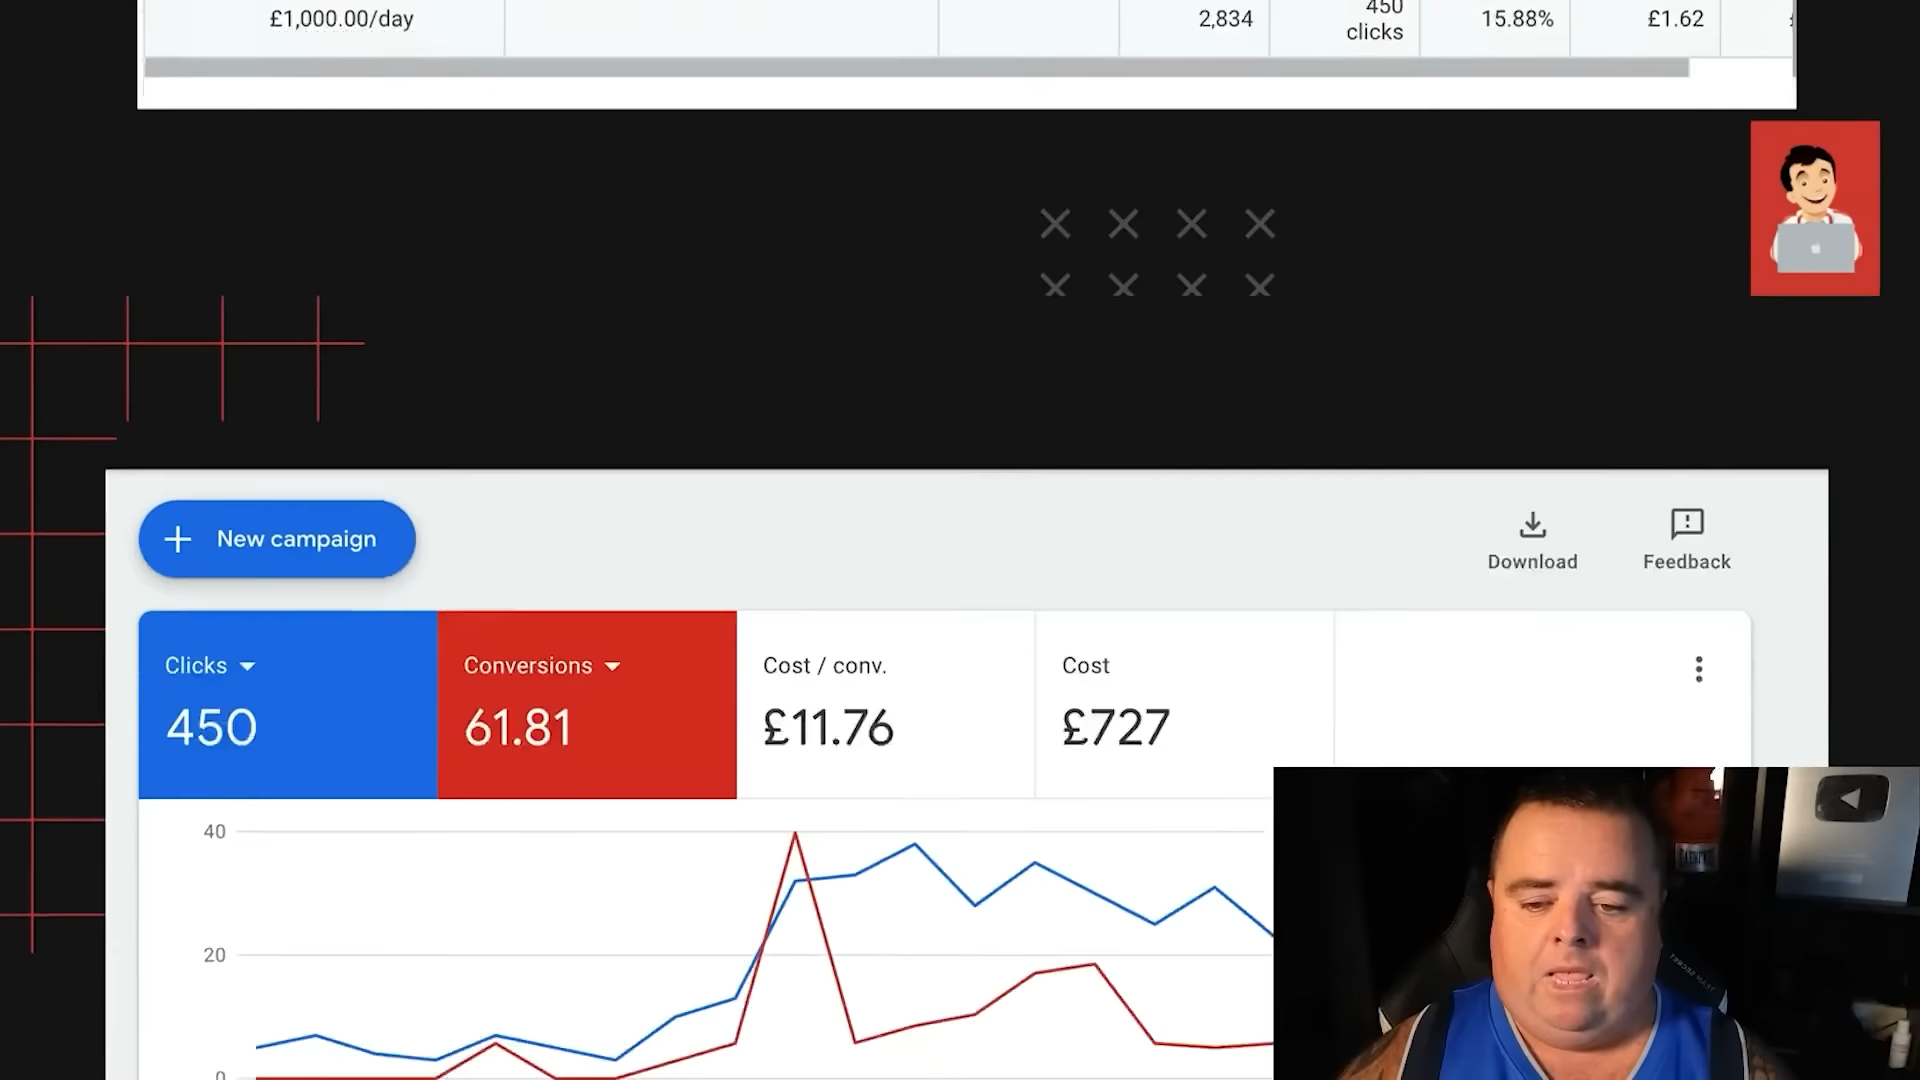 £1,000.00/day 2,834 450 clicks 15.88% £1.62
New campaign
Download Feedback
Clicks Conversions Cost / conv. Cost
450 61.81 £11.76 £727
40
20
0